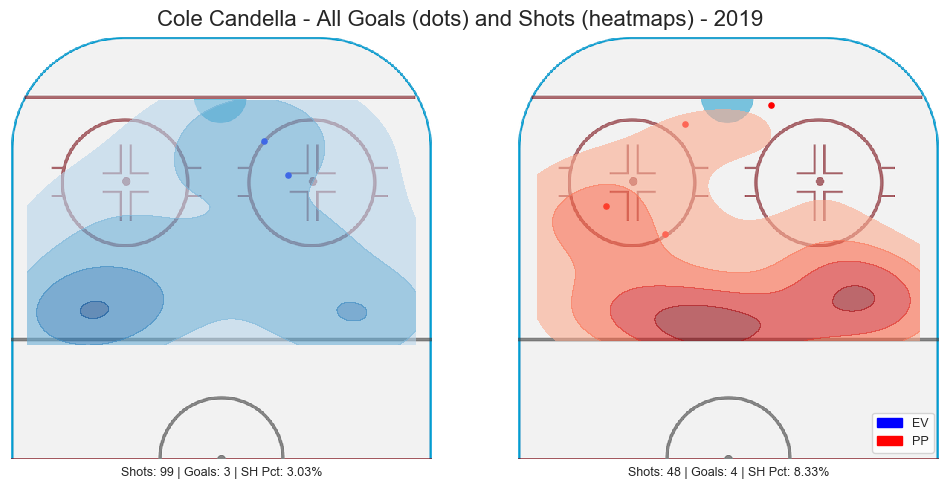 Cole Candella - All Goals (dots) and Shots (heatmaps) - 2019
EV
PP
Shots: 99 | Goals: 3 | SH Pct: 3.03%
Shots: 48 | Goals: 4 | SH Pct: 8.33%